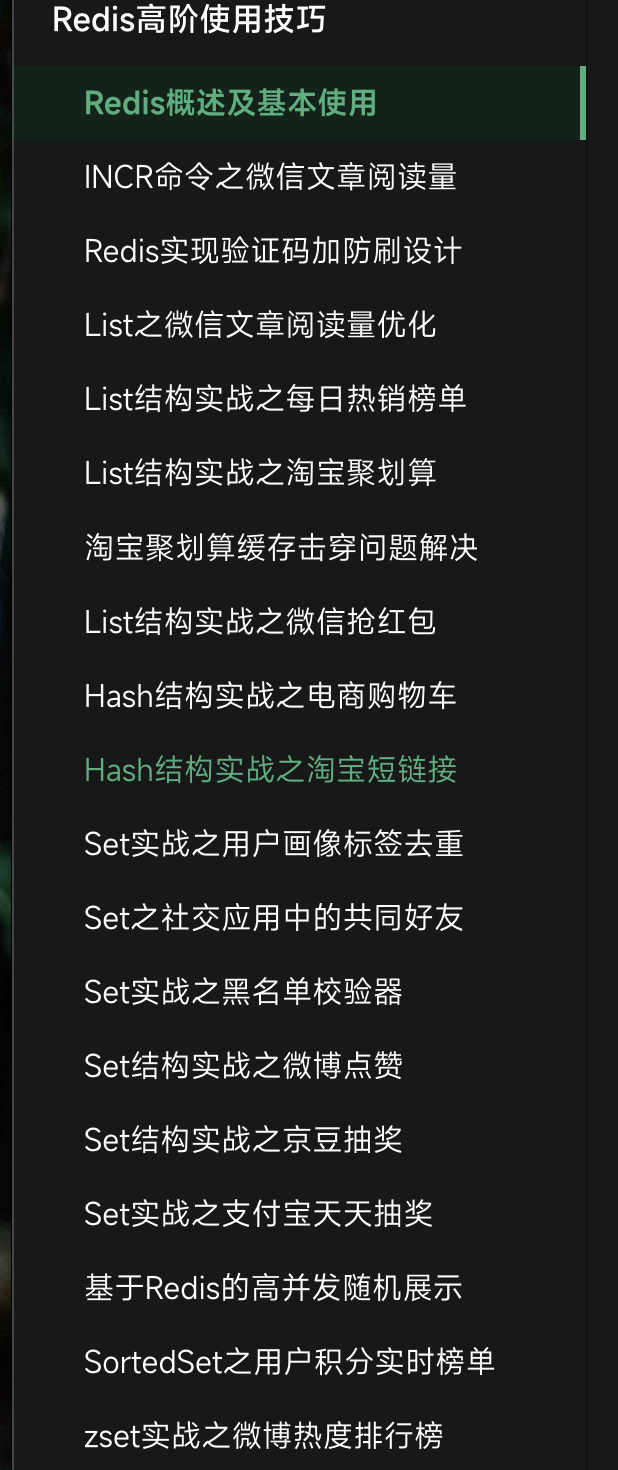 Redis高阶使用技巧
Redis概述及基本使用
INCR命令之微信文章阅读量
Redis实现验证码加防刷设计
List之微信文章阅读量优化
List结构实战之每日热销榜单
List结构实战之淘宝聚划算
淘宝聚划算缓存击穿问题解决
List结构实战之微信抢红包
Hash结构实战之电商购物车
Hash结构实战之淘宝短链接
Set实战之用户画像标签去重
Set之社交应用中的共同好友
Set实战之黑名单校验器
Set结构实战之微博点赞
Set结构实战之京豆抽奖
Set实战之支付宝天天抽奖
基于Redis的高并发随机展示
SortedSet之用户积分实时榜单
zset实战之微博热度排行榜